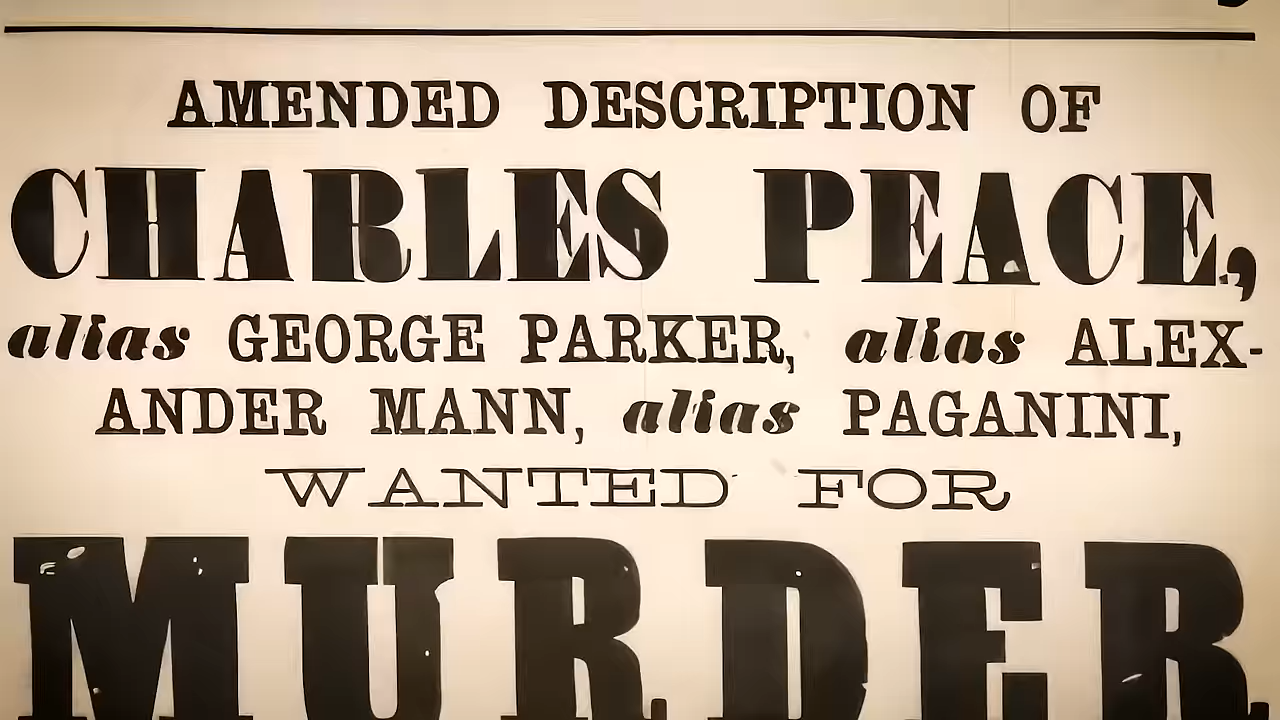 AMENDED DESCRIPTION OF
CHARLES PEACE,
alias GEORGE PARKER, alias ALEX-
ANDER MANN, alias PAGANINI,
WANTED FOR
MURDER